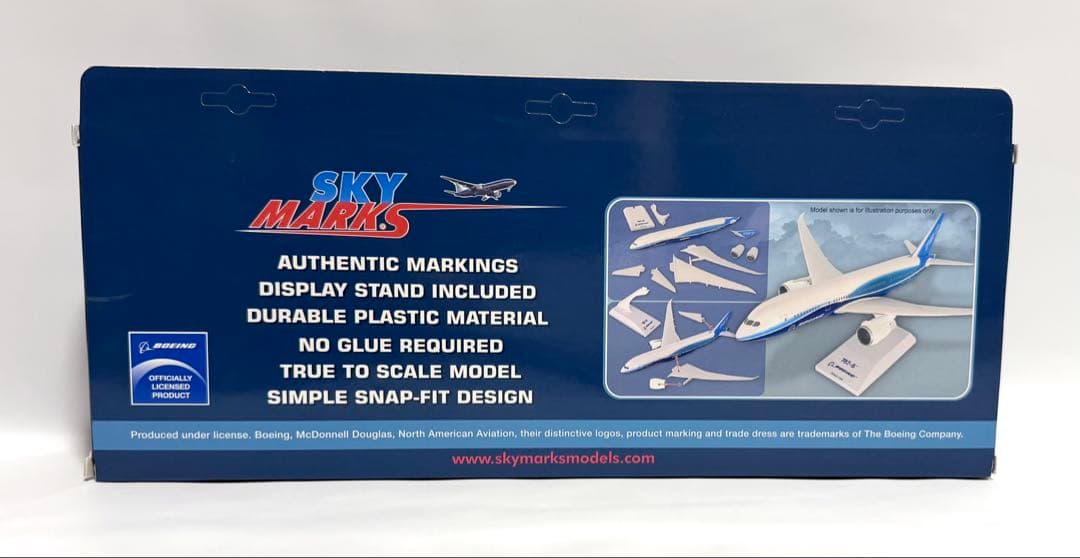 SKY
MARKS
AUTHENTIC MARKINGS
DISPLAY STAND INCLUDED
DURABLE PLASTIC MATERIAL
NO GLUE REQUIRED
TRUE TO SCALE MODEL
SIMPLE SNAP-FIT DESIGN
BOEING
OFFICIALLY
LICENSED
PRODUCT
Model shown is for illustration purposes only
787-8
BOEING
Produced under license. Boeing, McDonnell Douglas, North American Aviation, their distinctive logos, product marking and trade dress are trademarks of The Boeing Company.
www.skymarksmodels.com